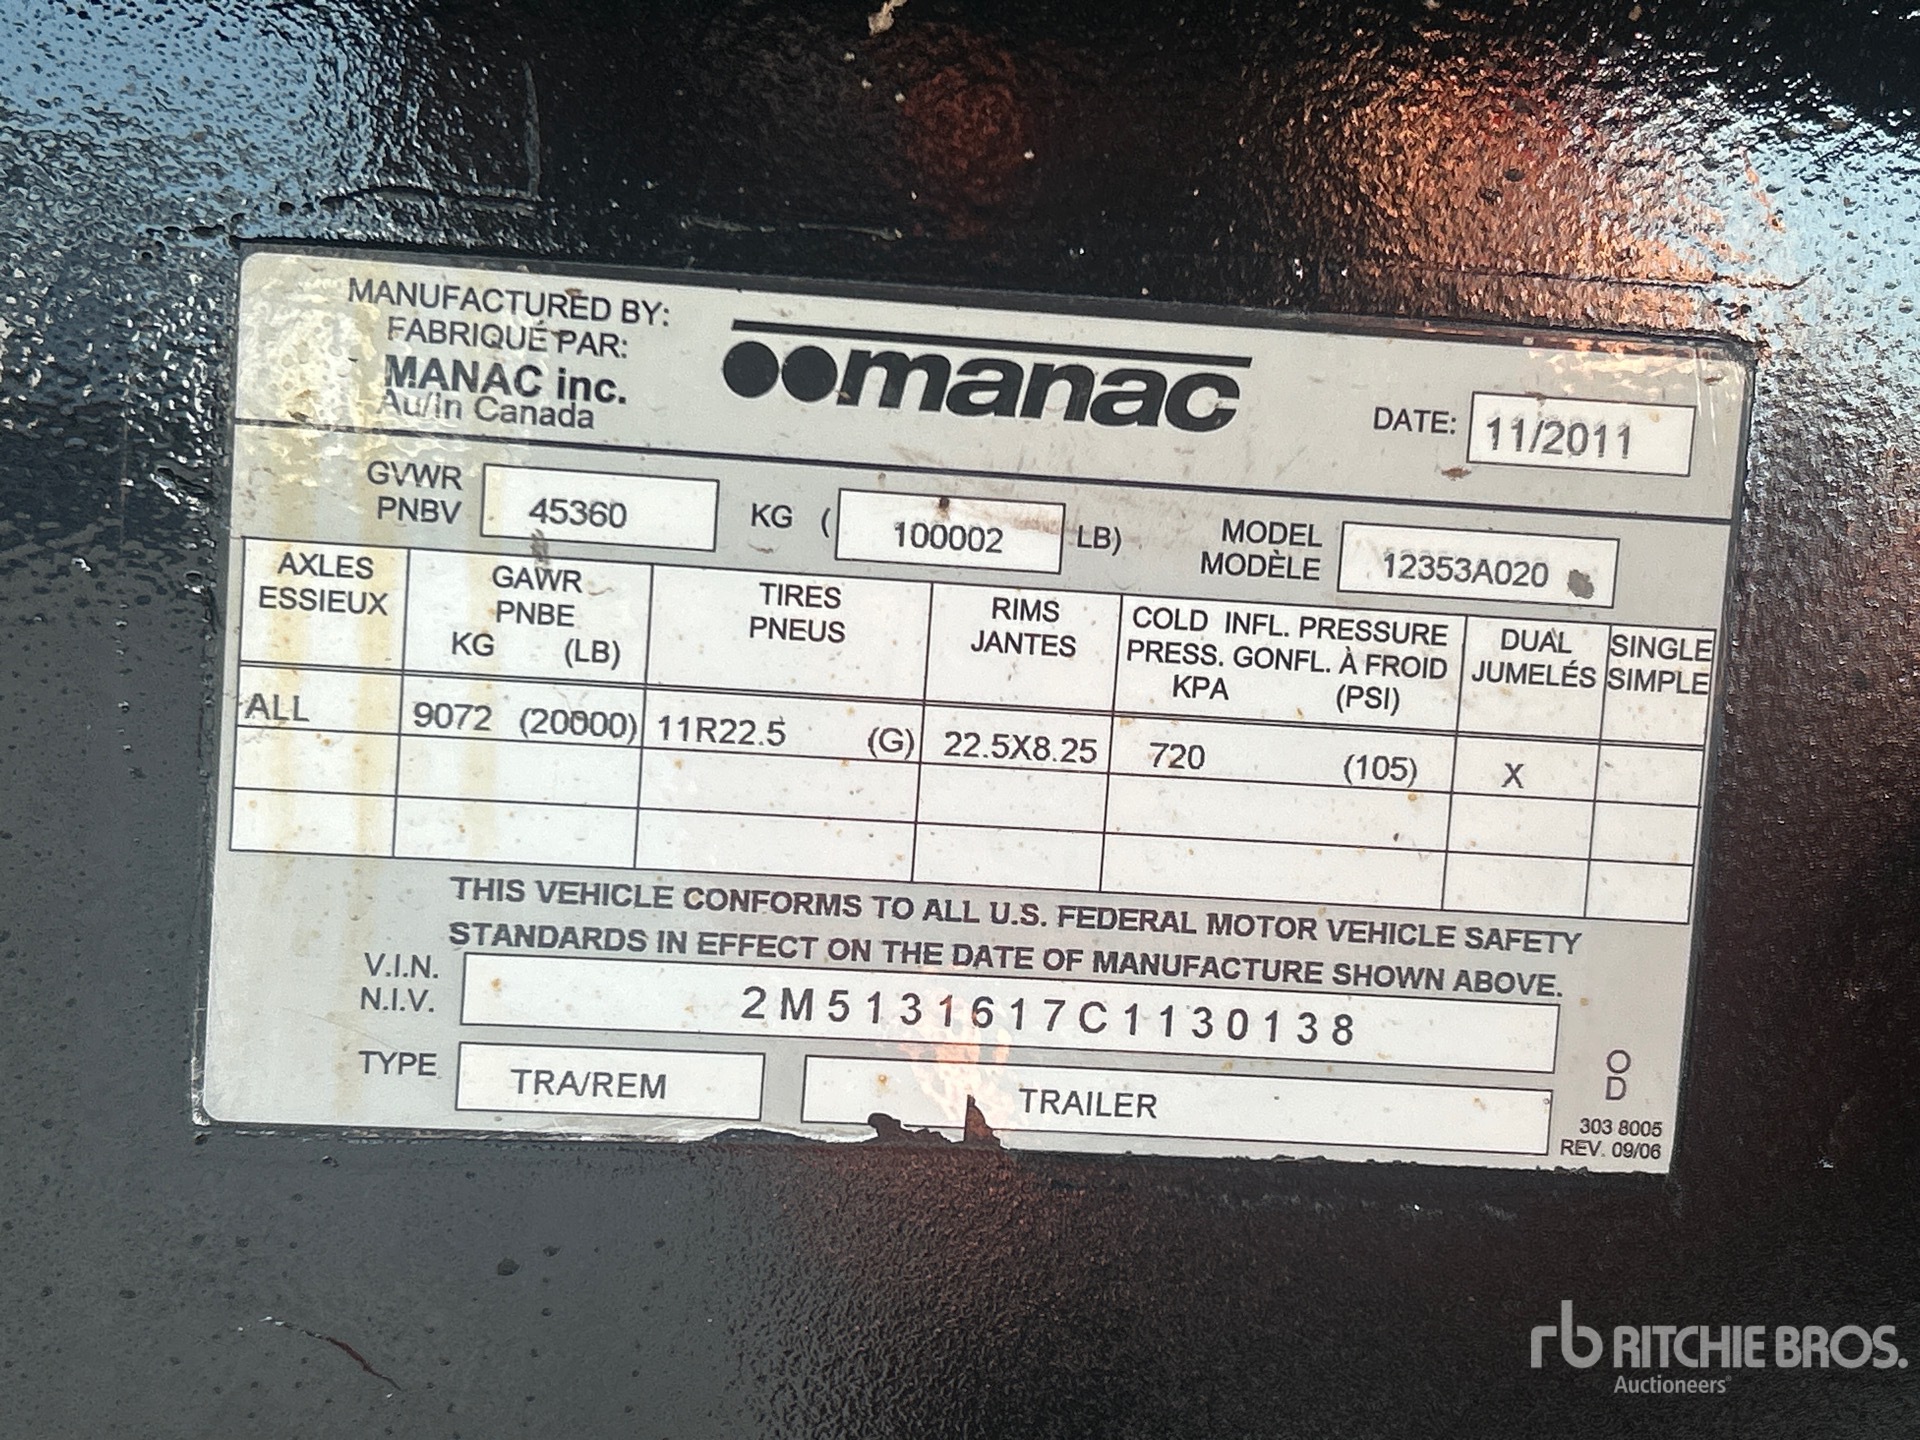 MANUFACTURED BY:
FABRIQUÉ PAR:
MANAC inc.
Au/In Canada
manac
DATE: 11/2011
GVWR
PNBV
45360 KG ( 100002 LB)
MODEL
MODÈLE
12353A020
AXLES
ESSIEUX
GAWR
PNBE
KG (LB)
TIRES
PNEUS
RIMS
JANTES
COLD INFL. PRESSURE
PRESS. GONFL. À FROID
KPA (PSI)
DUAL
JUMELÉS
SINGLE
SIMPLE
ALL 9072 (20000) 11R22.5 (G) 22.5X8.25 720 (105) X
THIS VEHICLE CONFORMS TO ALL U.S. FEDERAL MOTOR VEHICLE SAFETY
STANDARDS IN EFFECT ON THE DATE OF MANUFACTURE SHOWN ABOVE.
V.I.N.
N.I.V.
2M5131617C1130138
TYPE TRA/REM TRAILER
O
D
303 8005
REV. 09/06
rb RITCHIE BROS.
Auctioneers